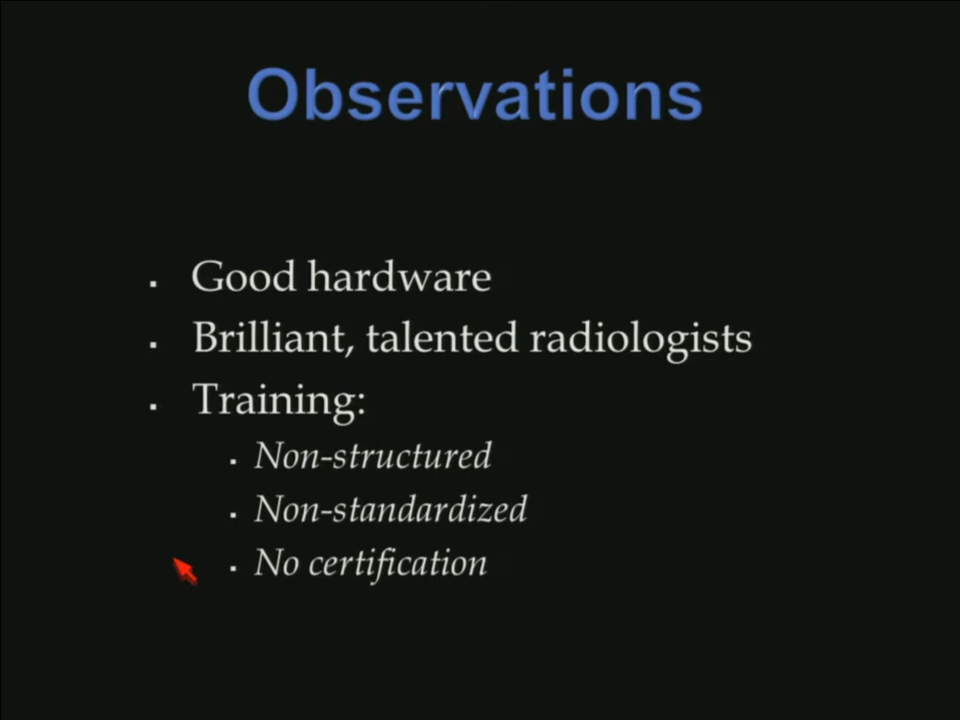 Observations
Good hardware
Brilliant, talented radiologists
Training:
Non-structured
Non-standardized
No certification